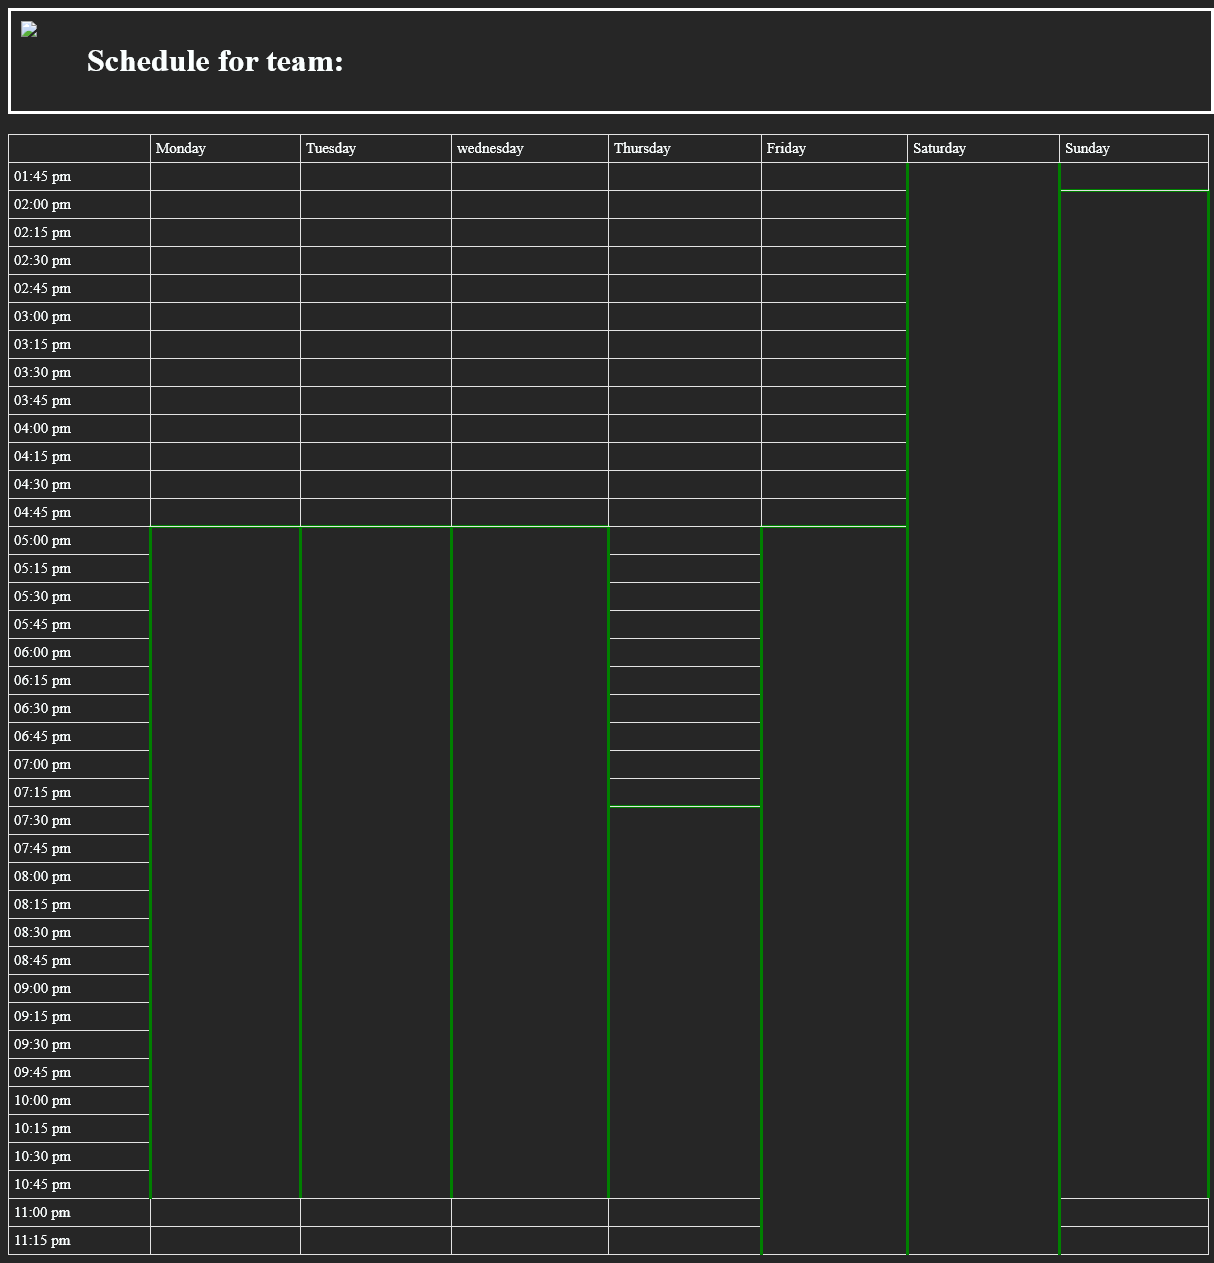 Schedule for team:
Monday Tuesday wednesday Thursday Friday Saturday Sunday
01:45 pm
02:00 pm
02:15 pm
02:30 pm
02:45 pm
03:00 pm
03:15 pm
03:30 pm
03:45 pm
04:00 pm
04:15 pm
04:30 pm
04:45 pm
05:00 pm
05:15 pm
05:30 pm
05:45 pm
06:00 pm
06:15 pm
06:30 pm
06:45 pm
07:00 pm
07:15 pm
07:30 pm
07:45 pm
08:00 pm
08:15 pm
08:30 pm
08:45 pm
09:00 pm
09:15 pm
09:30 pm
09:45 pm
10:00 pm
10:15 pm
10:30 pm
10:45 pm
11:00 pm
11:15 pm